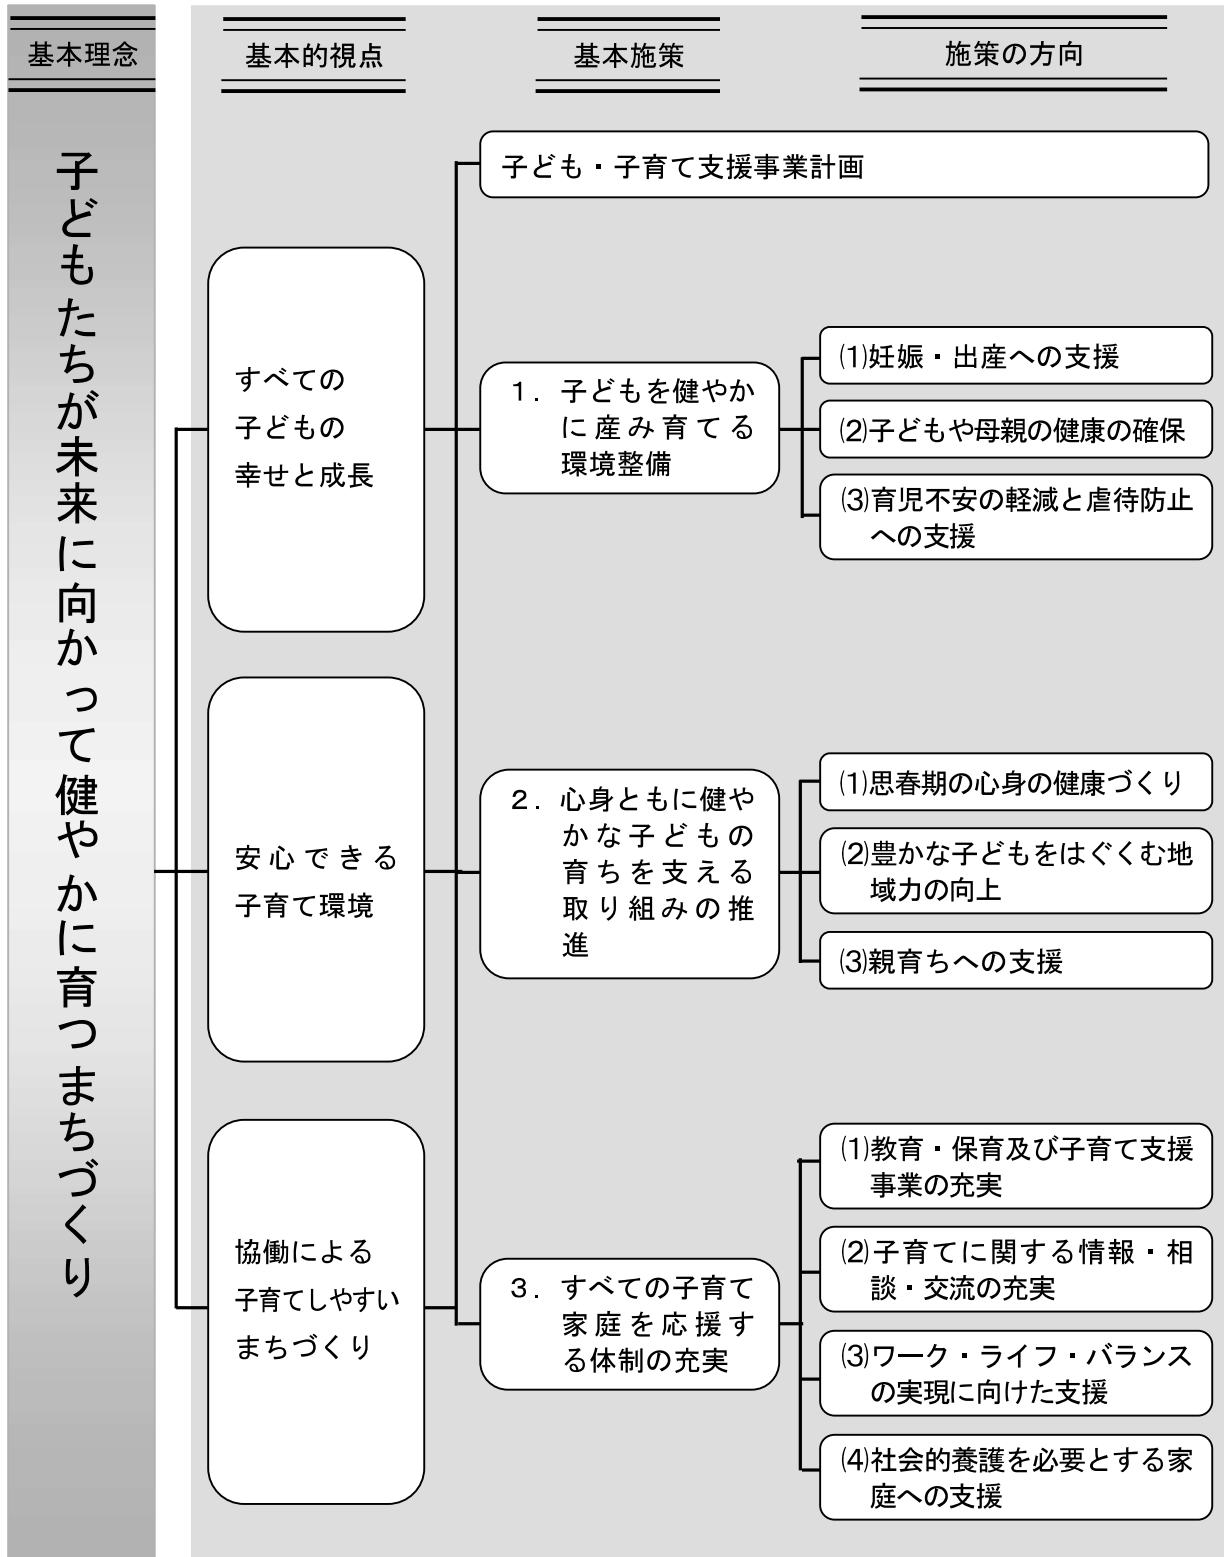 基本理念
基本的視点
基本施策
施策の方向
子どもたちが未来に向かって健やかに育つまちづくり
すべての
子どもの
幸せと成長
安心できる
子育て環境
協働による
子育てしやすい
まちづくり
子ども・子育て支援事業計画
1．子どもを健やか
に産み育てる
環境整備
⑴妊娠・出産への支援
⑵子どもや母親の健康の確保
⑶育児不安の軽減と虐待防止
への支援
2．心身ともに健や
かな子どもの
育ちを支える
取り組みの推
進
⑴思春期の心身の健康づくり
⑵豊かな子どもをはぐくむ地
域力の向上
⑶親育ちへの支援
3．すべての子育て
家庭を応援す
る体制の充実
⑴教育・保育及び子育て支援
事業の充実
⑵子育てに関する情報・相
談・交流の充実
⑶ワーク・ライフ・バランス
の実現に向けた支援
⑷社会的養護を必要とする家
庭への支援